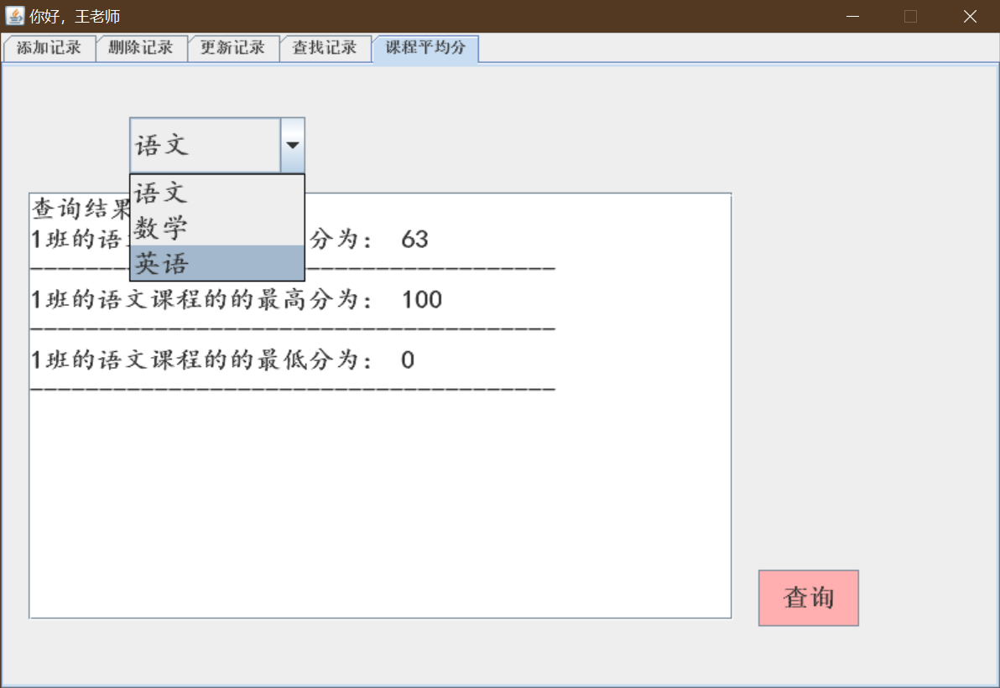 你好，王老师
添加记录 删除记录 更新记录 查找记录 课程平均分
语文
语文
数学
英语
查询结果
1班的语 分为： 63
--------------------------------------
1班的语文课程的的最高分为： 100
--------------------------------------
1班的语文课程的的最低分为： 0
--------------------------------------
查询